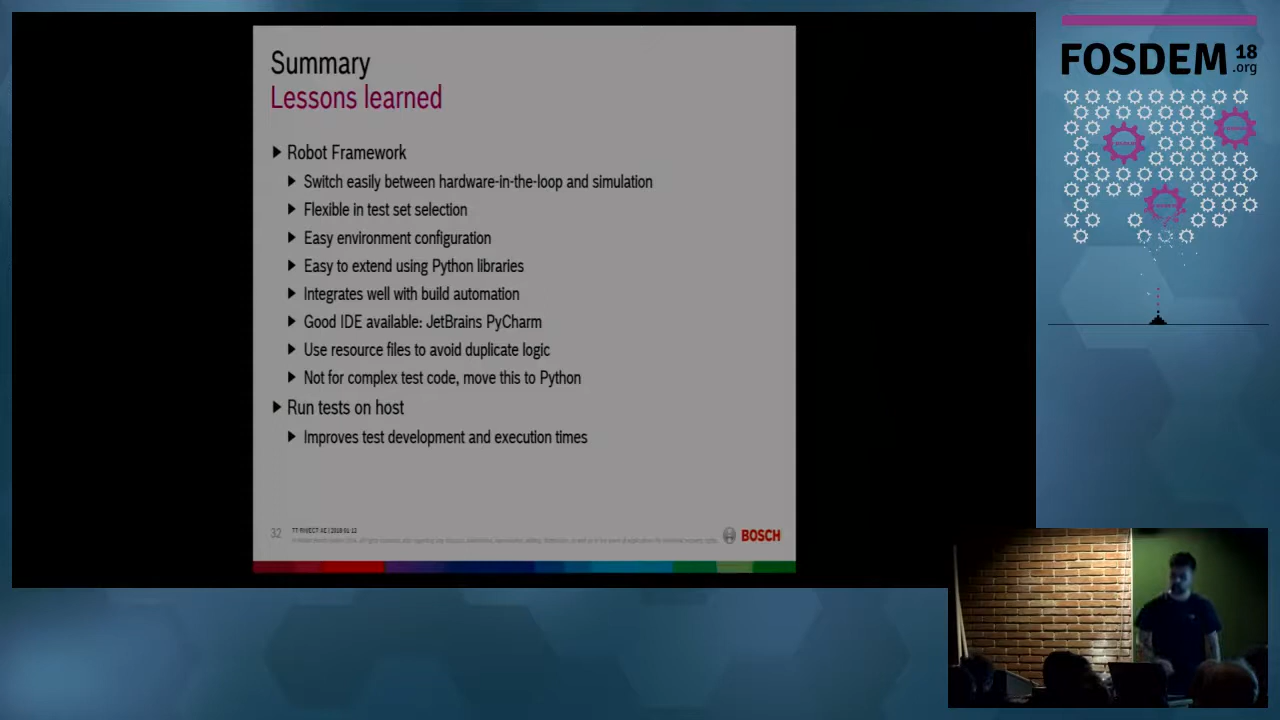 Summary
Lessons learned
Robot Framework
Switch easily between hardware-in-the-loop and simulation
Flexible in test set selection
Easy environment configuration
Easy to extend using Python libraries
Integrates well with build automation
Good IDE available: JetBrains PyCharm
Use resource files to avoid duplicate logic
Not for complex test code, move this to Python
Run tests on host
Improves test development and execution times
32
BOSCH
FOSDEM 18
.org